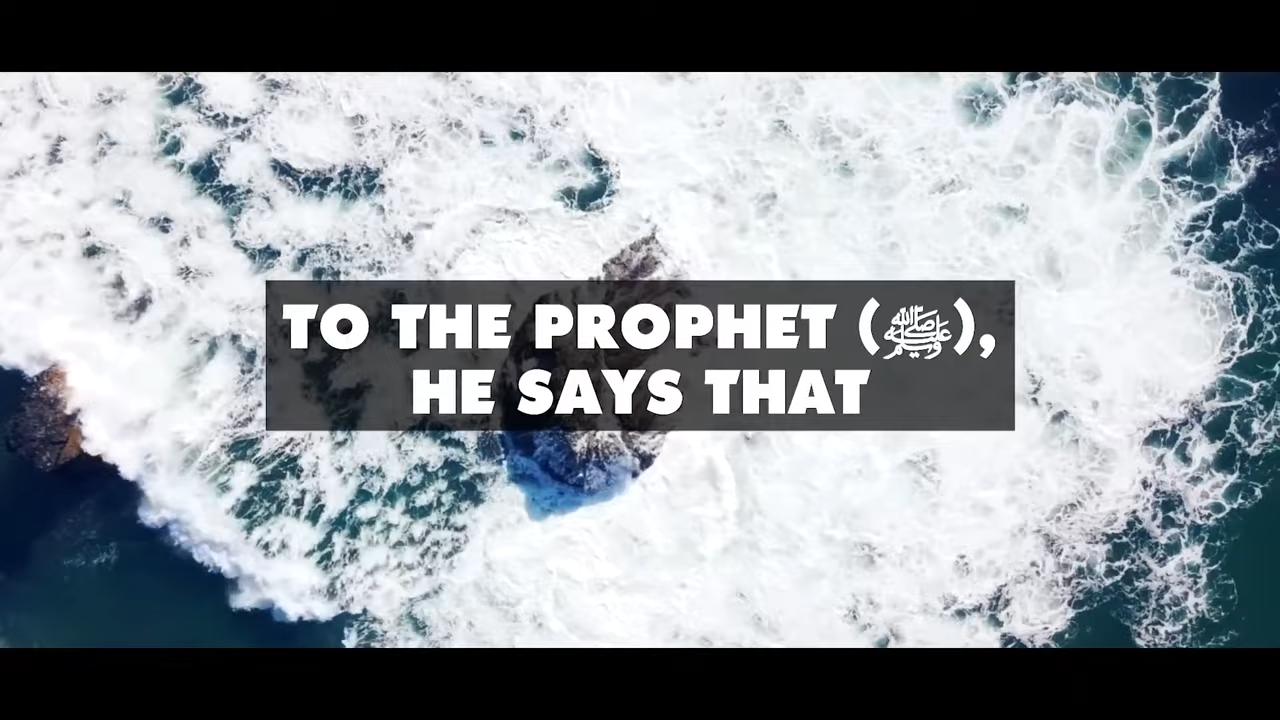 TO THE PROPHET (ﷺ),
HE SAYS THAT